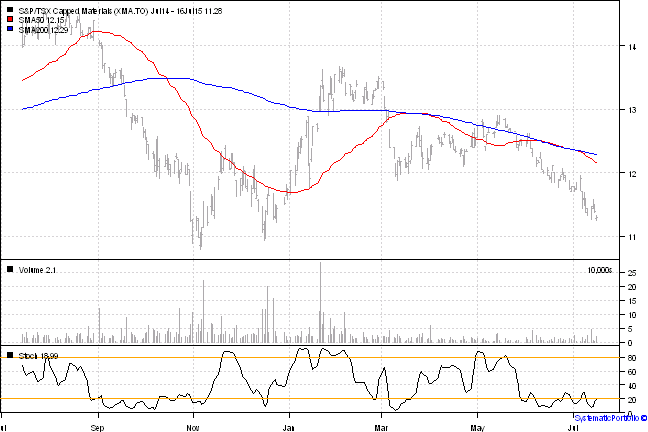 S&P/TSX Capped Materials (XMA.TO) Jul14 - 16Jul15 11.28
SMA50 12.15
SMA200 12.29
14
13
12
11
Volume 2.1
10,000s
25
20
15
10
5
0
Stoch 18.99
80
60
40
20
0
Jul
Sep
Nov
Jan
Mar
May
Jul
SystematicPortfolio ©